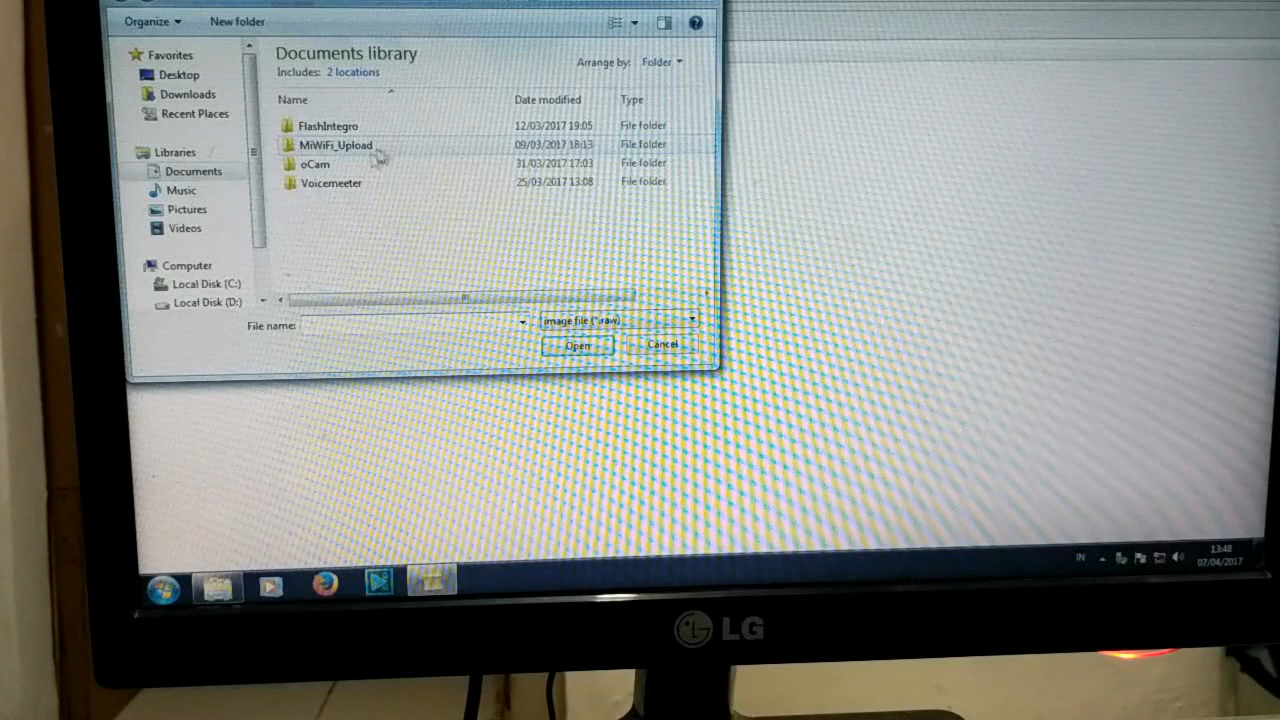 Organize
New folder
Favorites
Desktop
Downloads
Recent Places
Libraries
Documents
Music
Pictures
Videos
Computer
Local Disk (C:)
Local Disk (D:)
Documents library
Includes: 2 locations
Arrange by: Folder
Name Date modified Type
FlashIntegro 12/03/2017 19:05 File folder
MiWiFi_Upload 09/03/2017 18:13 File folder
oCam 31/03/2017 17:03 File folder
Voicemeeter 25/03/2017 13:08 File folder
File name: image file (*.raw)
Open Cancel
IN 13:48
07/04/2017
LG